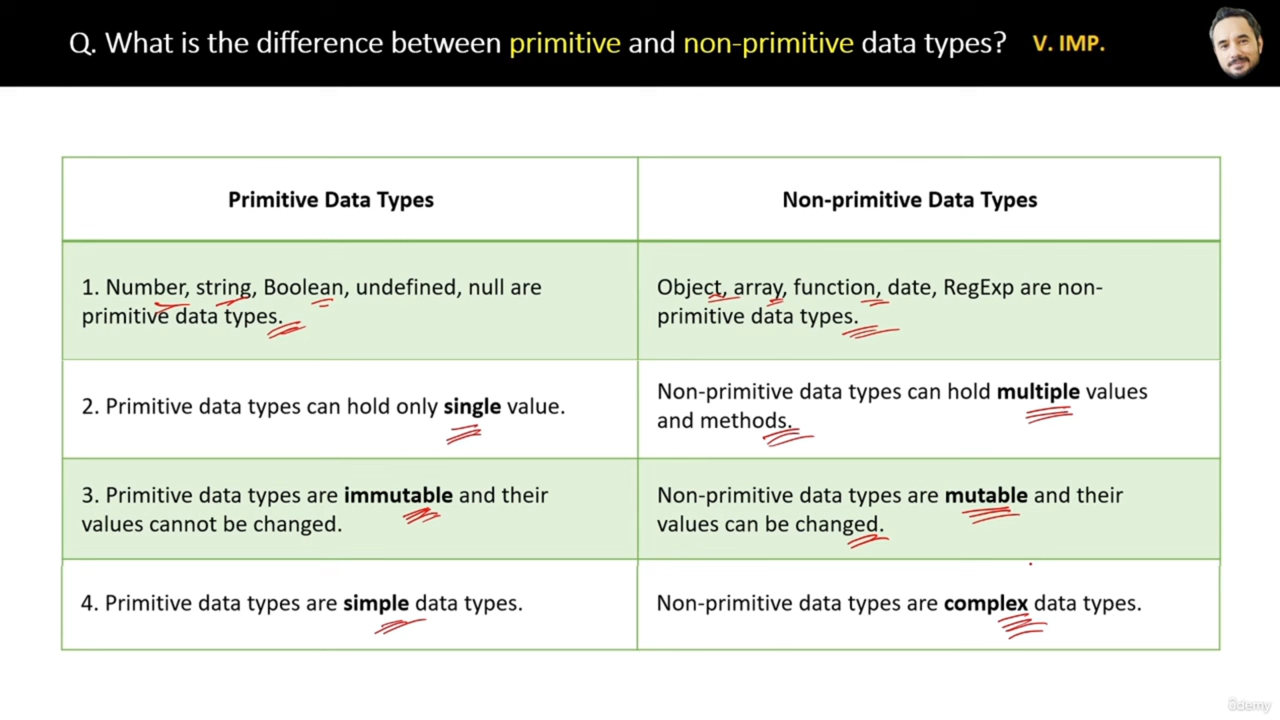 Q. What is the difference between primitive and non-primitive data types? V. IMP.
Primitive Data Types
Non-primitive Data Types
1. Number, string, Boolean, undefined, null are
primitive data types.
Object, array, function, date, RegExp are non-
primitive data types.
2. Primitive data types can hold only single value.
Non-primitive data types can hold multiple values
and methods.
3. Primitive data types are immutable and their
values cannot be changed.
Non-primitive data types are mutable and their
values can be changed.
4. Primitive data types are simple data types.
Non-primitive data types are complex data types.
ûdemy